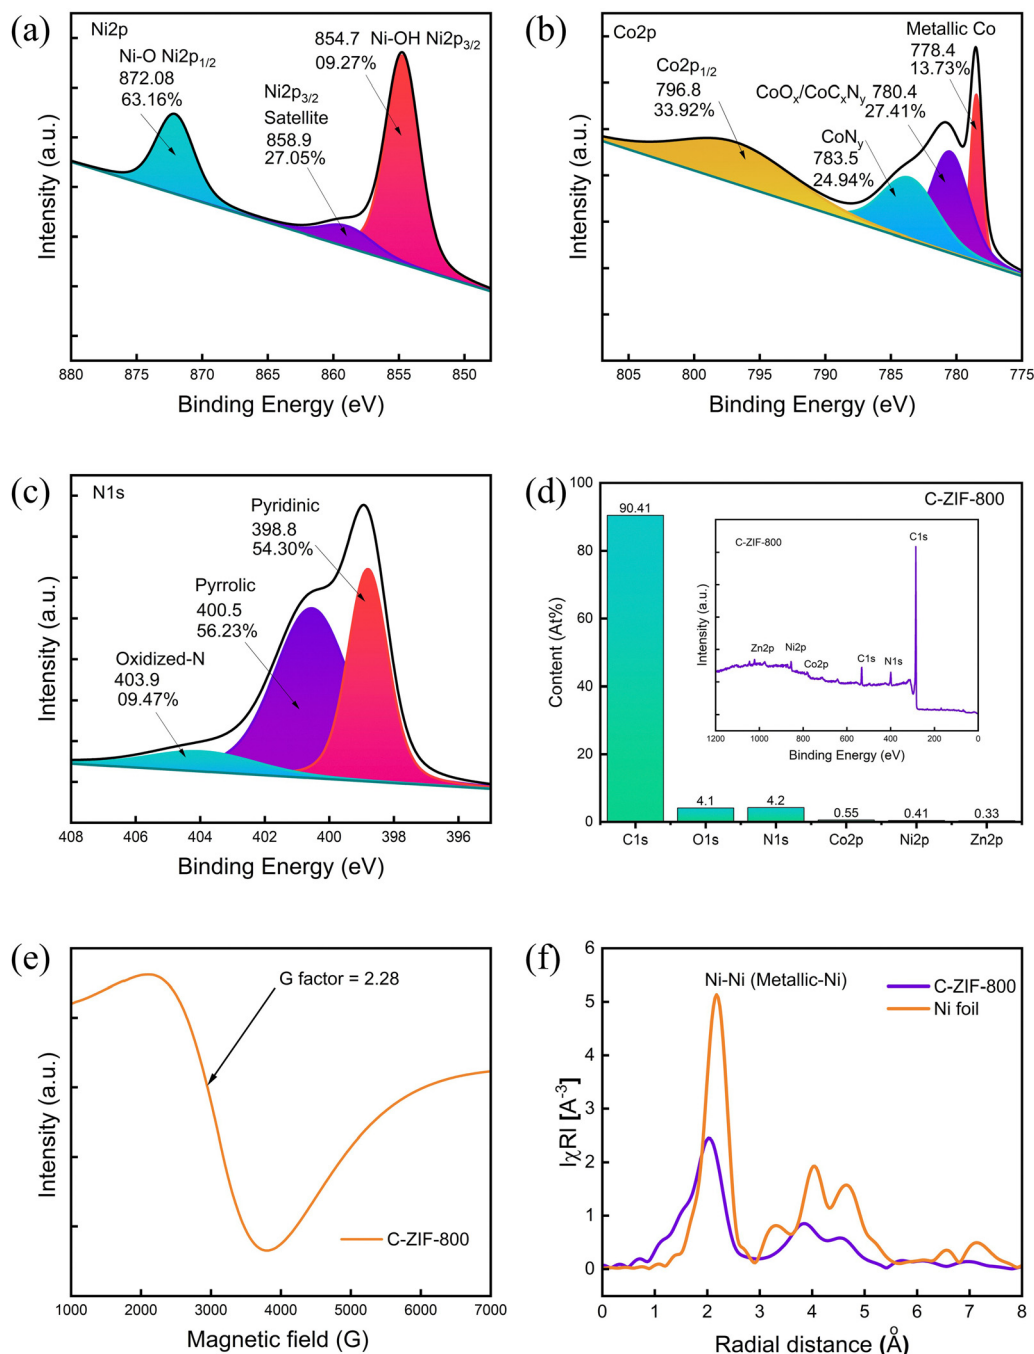 (a)
Ni2p
Ni-O Ni2p1/2
872.08
63.16%
Ni2p3/2
Satellite
858.9
27.05%
854.7 Ni-OH Ni2p3/2
09.27%
Intensity (a.u.)
880 875 870 865 860 855 850
Binding Energy (eV)
(b)
Co2p
Co2p1/2
796.8
33.92%
Metallic Co
778.4
13.73%
CoOx/CoCxNy 780.4
27.41%
CoNy
783.5
24.94%
Intensity (a.u.)
805 800 795 790 785 780 775
Binding Energy (eV)
(c)
N1s
Pyridinic
398.8
54.30%
Pyrrolic
400.5
56.23%
Oxidized-N
403.9
09.47%
Intensity (a.u.)
408 406 404 402 400 398 396
Binding Energy (eV)
(d)
C-ZIF-800
Content (At%)
100
80
60
40
20
0
90.41
4.1
4.2
0.55
0.41
0.33
C1s O1s N1s Co2p Ni2p Zn2p
C-ZIF-800
C1s
Zn2p
Ni2p
Co2p
C1s
N1s
Intensity (a.u.)
1200 1000 800 600 400 200 0
Binding Energy (eV)
(e)
G factor = 2.28
C-ZIF-800
Intensity (a.u.)
1000 2000 3000 4000 5000 6000 7000
Magnetic field (G)
(f)
Ni-Ni (Metallic-Ni)
C-ZIF-800
Ni foil
IχRI [A-3]
6
5
4
3
2
1
0
0 1 2 3 4 5 6 7 8
Radial distance (Å)